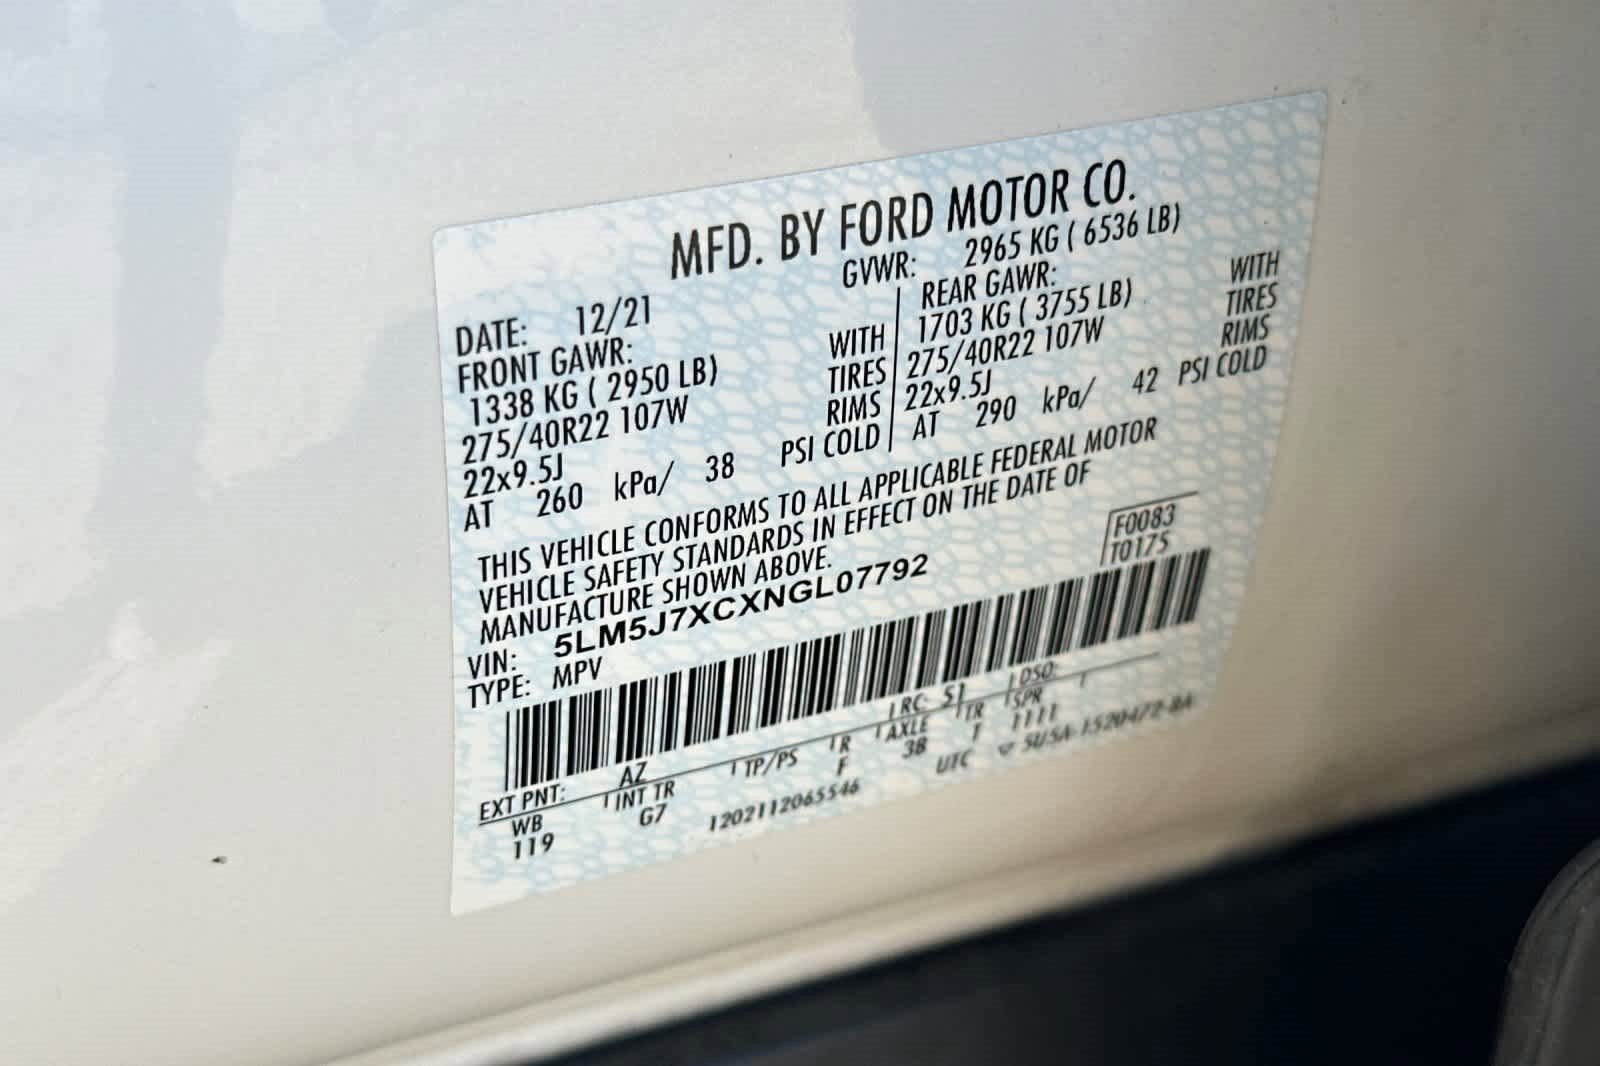 MFD. BY FORD MOTOR CO.
DATE: 12/21 GVWR: 2965 KG ( 6536 LB)
FRONT GAWR: REAR GAWR:
1338 KG ( 2950 LB) WITH 1703 KG ( 3755 LB) WITH
275/40R22 107W TIRES 275/40R22 107W TIRES
22x9.5J RIMS 22x9.5J RIMS
AT 260 kPa/ 38 PSI COLD AT 290 kPa/ 42 PSI COLD
THIS VEHICLE CONFORMS TO ALL APPLICABLE FEDERAL MOTOR
VEHICLE SAFETY STANDARDS IN EFFECT ON THE DATE OF
MANUFACTURE SHOWN ABOVE.
F0083
T0175
VIN: 5LM5J7XCXNGL07792
TYPE: MPV
EXT PNT: AZ RC: 51 DSO:
WB INT TR TP/PS R AXLE TR SPR
119 G7 F 38 T 1111
1202112065546 UTC SU5A-1520472-BA